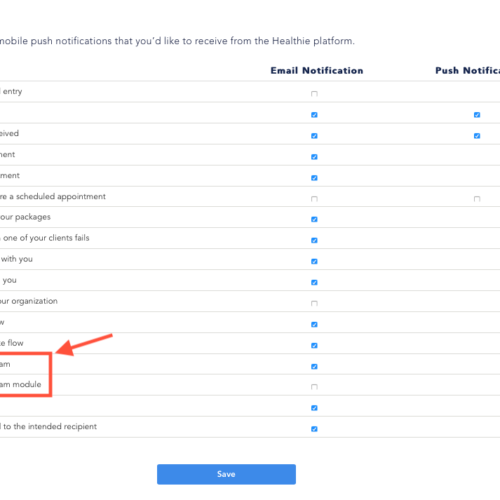 mobile push notifications that you'd like to receive from the Healthie platform.
Email Notification Push Notifica
entry
eived
ment
ment
re a scheduled appointment
our packages
one of your clients fails
with you
you
ur organization
w
e flow
am
am module
to the intended recipient
Save